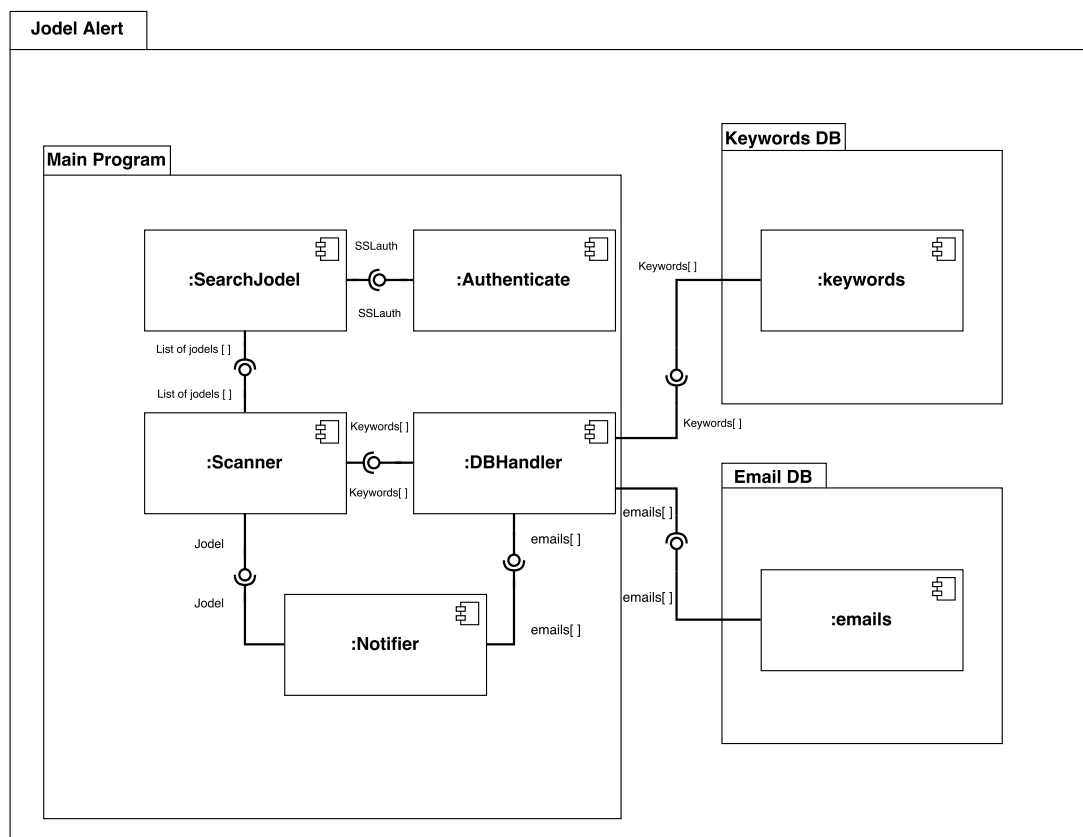 Jodel Alert
Keywords DB
Main Program
SSLauth
:SearchJodel
:Authenticate
SSLauth
Keywords[ ]
:keywords
List of jodels [ ]
List of jodels [ ]
Keywords[ ]
Keywords[ ]
:Scanner
:DBHandler
Keywords[ ]
Email DB
emails[ ]
Jodel
emails[ ]
Jodel
emails[ ]
emails[ ]
:Notifier
:emails